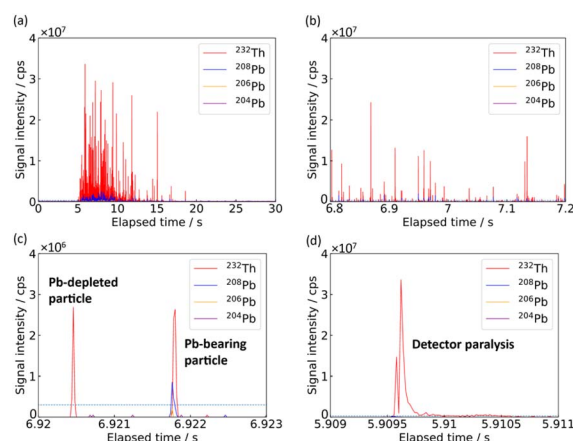 (a)
×10⁷
Signal intensity / cps
4
3
2
1
0
²³²Th
²⁰⁸Pb
²⁰⁶Pb
²⁰⁴Pb
0 5 10 15 20 25 30
Elapsed time / s
(b)
×10⁷
Signal intensity / cps
4
3
2
1
0
²³²Th
²⁰⁸Pb
²⁰⁶Pb
²⁰⁴Pb
6.8 6.9 7 7.1 7.2
Elapsed time / s
(c)
×10⁶
Signal intensity / cps
4
3
2
1
0
Pb-depleted
particle
²³²Th
²⁰⁸Pb
²⁰⁶Pb
²⁰⁴Pb
Pb-bearing
particle
6.92 6.921 6.922 6.923
Elapsed time / s
(d)
×10⁷
Signal intensity / cps
4
3
2
1
0
²³²Th
²⁰⁸Pb
²⁰⁶Pb
²⁰⁴Pb
Detector paralysis
5.909 5.9095 5.91 5.9105 5.911
Elapsed time / s